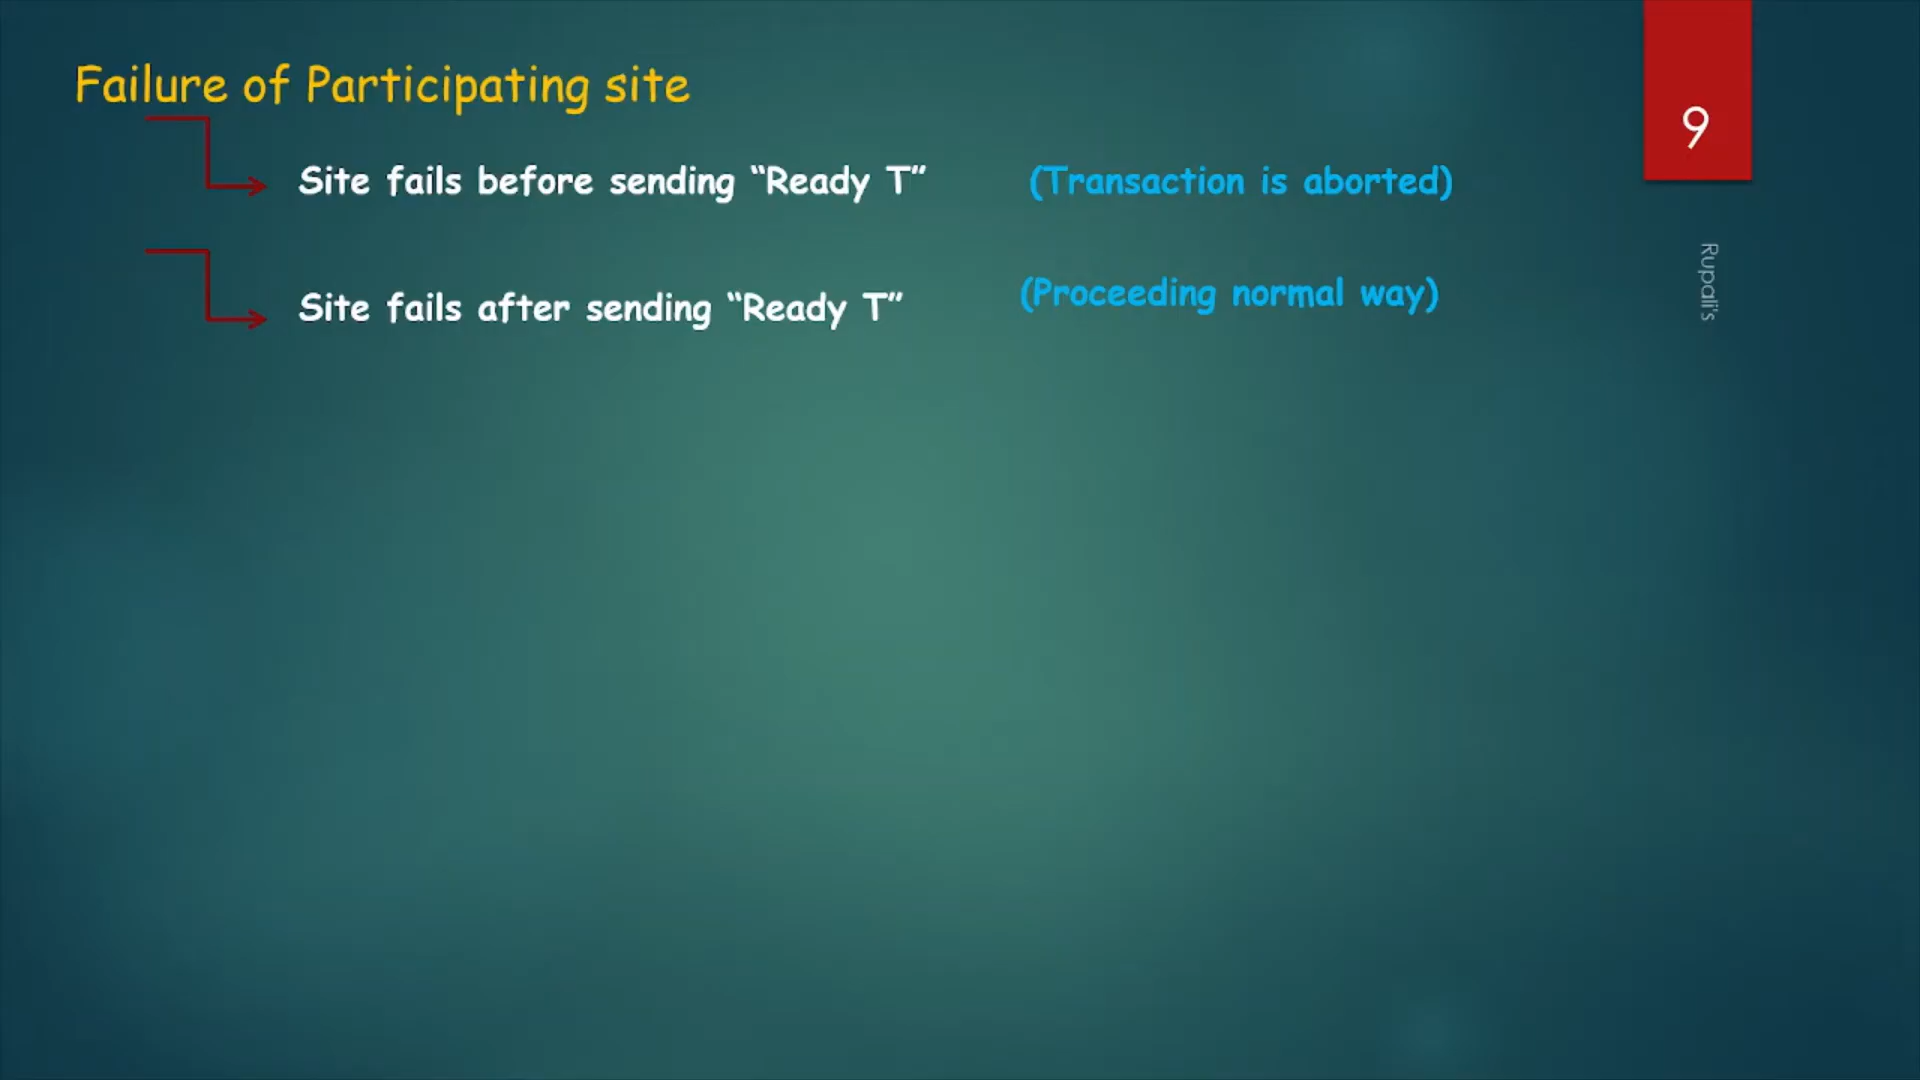 Failure of Participating site
9
Site fails before sending “Ready T” (Transaction is aborted)
Site fails after sending “Ready T” (Proceeding normal way)
Rupali's